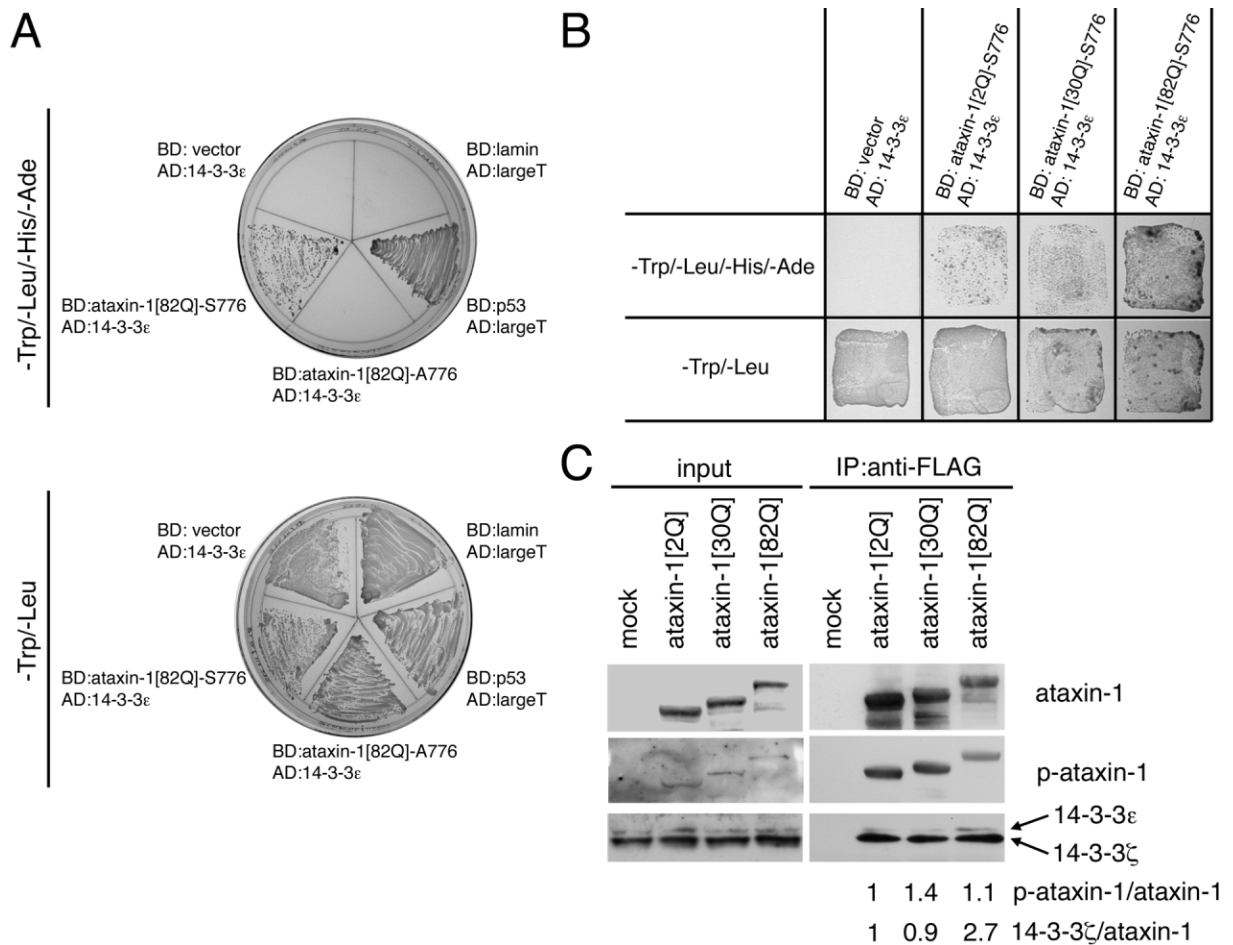 A
-Trp/-Leu/-His/-Ade
BD: vector
AD:14-3-3ε
BD:lamin
AD:largeT
BD:ataxin-1[82Q]-S776
AD:14-3-3ε
BD:p53
AD:largeT
BD:ataxin-1[82Q]-A776
AD:14-3-3ε
-Trp/-Leu
BD: vector
AD:14-3-3ε
BD:lamin
AD:largeT
BD:ataxin-1[82Q]-S776
AD:14-3-3ε
BD:p53
AD:largeT
BD:ataxin-1[82Q]-A776
AD:14-3-3ε
B
BD: vector
AD: 14-3-3ε
BD: ataxin-1[2Q]-S776
AD: 14-3-3ε
BD: ataxin-1[30Q]-S776
AD: 14-3-3ε
BD: ataxin-1[82Q]-S776
AD: 14-3-3ε
-Trp/-Leu/-His/-Ade
-Trp/-Leu
C
input
IP:anti-FLAG
mock
ataxin-1[2Q]
ataxin-1[30Q]
ataxin-1[82Q]
mock
ataxin-1[2Q]
ataxin-1[30Q]
ataxin-1[82Q]
ataxin-1
p-ataxin-1
14-3-3ε
14-3-3ζ
1 1.4 1.1 p-ataxin-1/ataxin-1
1 0.9 2.7 14-3-3ζ/ataxin-1